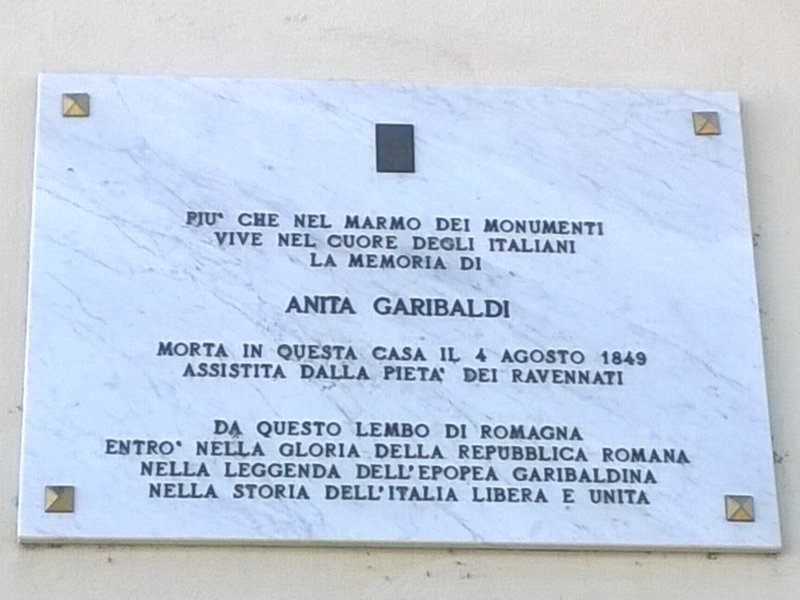 PIU' CHE NEL MARMO DEI MONUMENTI
VIVE NEL CUORE DEGLI ITALIANI
LA MEMORIA DI
ANITA GARIBALDI
MORTA IN QUESTA CASA IL 4 AGOSTO 1849
ASSISTITA DALLA PIETA' DEI RAVENNATI
DA QUESTO LEMBO DI ROMAGNA
ENTRO' NELLA GLORIA DELLA REPUBBLICA ROMANA
NELLA LEGGENDA DELL'EPOPEA GARIBALDINA
NELLA STORIA DELL'ITALIA LIBERA E UNITA